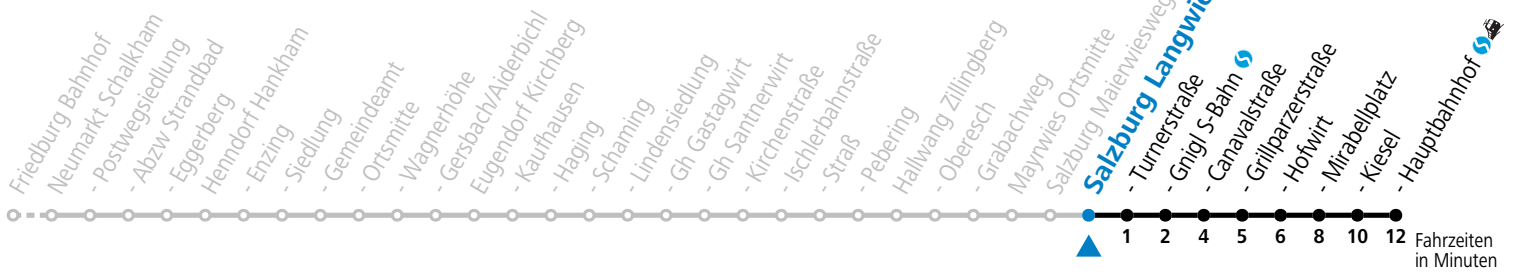 Friedburg Bahnhof
Neumarkt Schalkham
- Postwegsiedlung
- Abzw Strandbad
- Eggerberg
Henndorf Hankham
- Enzing
- Siedlung
- Gemeindeamt
- Ortsmitte
- Wagnerhöhe
- Gersbach/Aiderbichl
Eugendorf Kirchberg
- Kaufhausen
- Haging
- Schaming
- Lindensiedlung
- Gh Gastagwirt
- Gh Santnerwirt
- Kirchenstraße
- Ischlerbahnstraße
- Straß
- Pebering
Hallwang Zillingberg
- Oberesch
- Grabachweg
Mayrwies Ortsmitte
Salzburg Maierwiesweg
Salzburg
- Turnerstraße
- Gnigl S-Bahn
- Canavalstraße
- Grillparzerstraße
- Hofwirt
- Mirabellplatz
- Kiesel
- Hauptbahnhof
1 2 4 5 6 8 10 12
Fahrzeiten
in Minuten